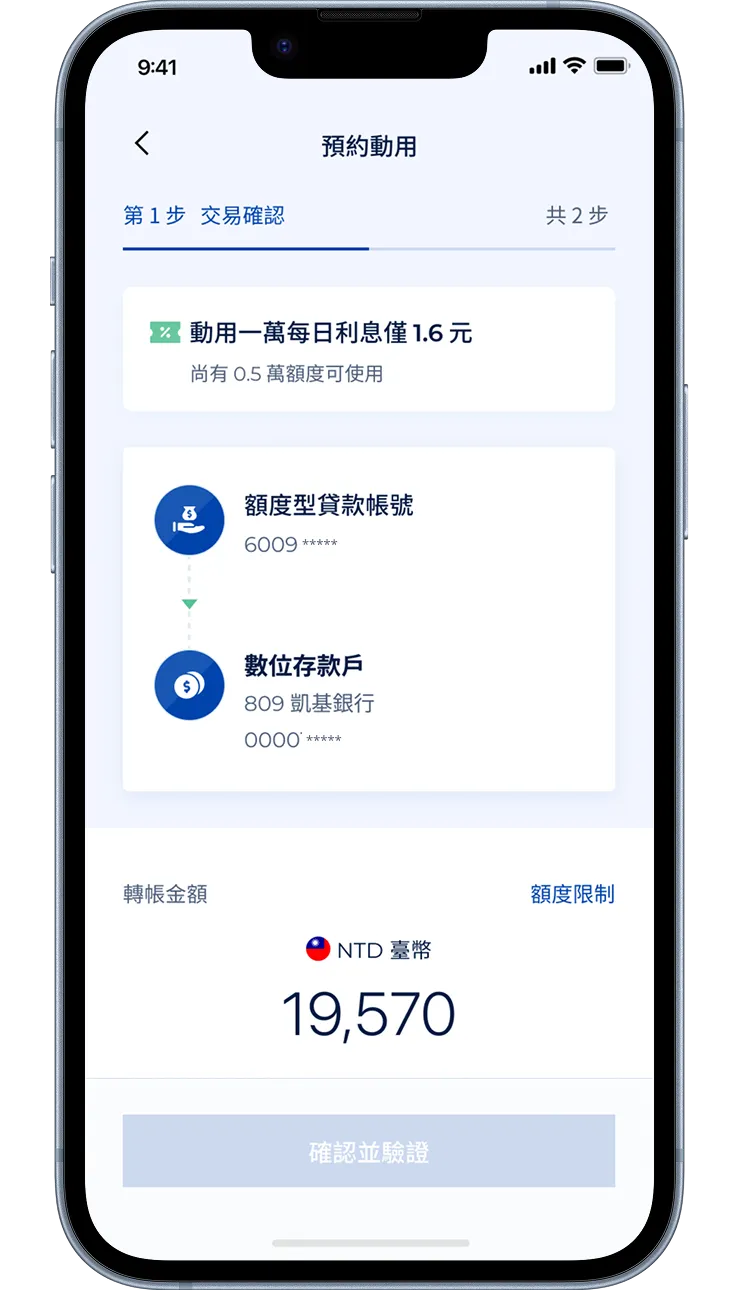 9:41
預約動用
第 1 步 交易確認
共 2 步
動用一萬每日利息僅 1.6 元
尚有 0.5 萬額度可使用
額度型貸款帳號
6009 *****
數位存款戶
809 凱基銀行
0000 *****
轉帳金額
額度限制
NTD 臺幣
19,570
確認並驗證